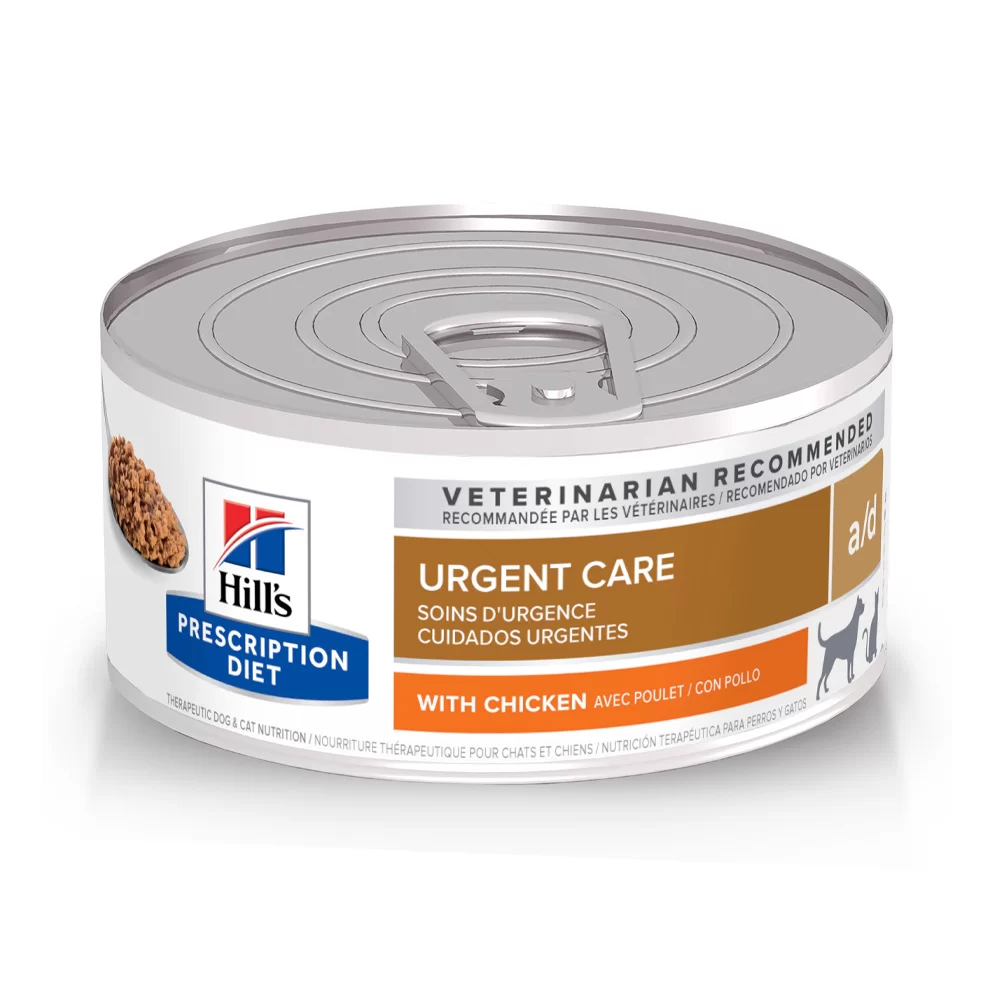 VETERINARIAN RECOMMENDED
RECOMMANDÉE PAR LES VÉTÉRINAIRES / RECOMENDADO POR VETERINARIOS
Hill's
PRESCRIPTION
DIET
URGENT CARE
SOINS D'URGENCE
CUIDADOS URGENTES
a/d
WITH CHICKEN AVEC POULET / CON POLLO
THERAPEUTIC DOG & CAT NUTRITION / NOURRITURE THÉRAPEUTIQUE POUR CHATS ET CHIENS / NUTRICIÓN TERAPÉUTICA PARA PERROS Y GATOS